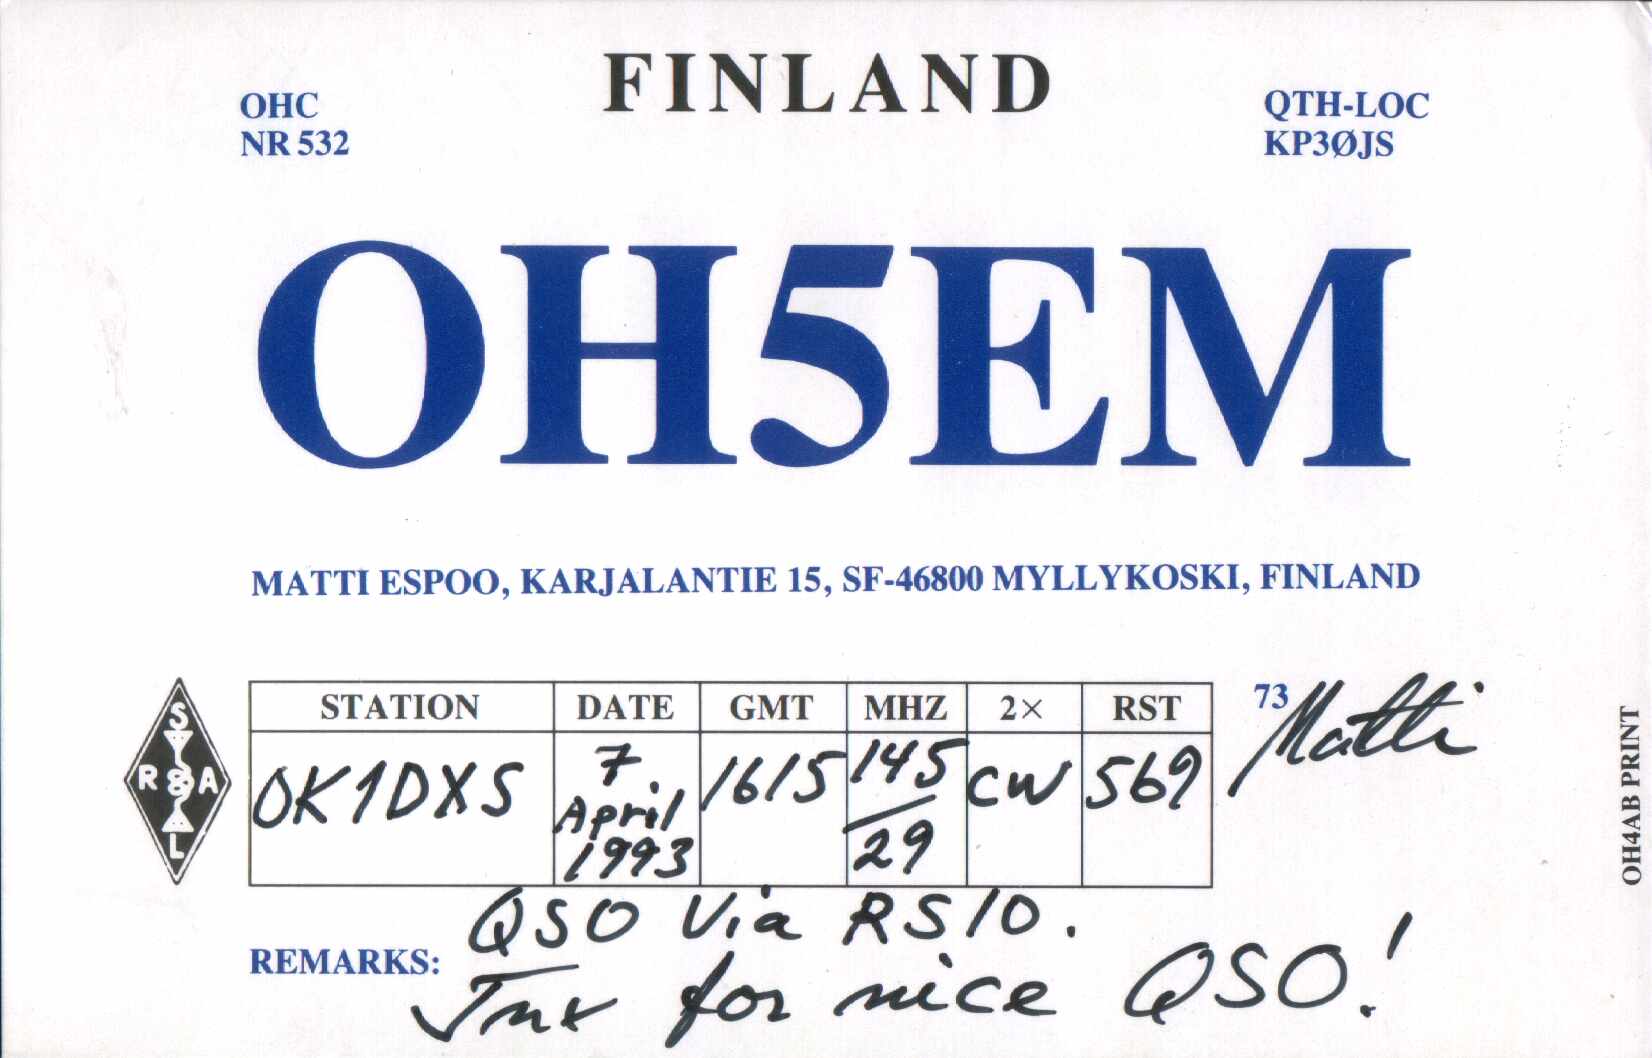 FINLAND
OHC
NR 532
QTH-LOC
KP3ØJS
OH5EM
MATTI ESPOO, KARJALANTIE 15, SF-46800 MYLLYKOSKI, FINLAND
STATION DATE GMT MHZ 2× RST
OK1DXS 7. April 1993 1615 145/29 CW 569
73 Matti
S
R & A
L
REMARKS: QSO Via RS10.
Tnx for nice QSO!
OH4AB PRINT